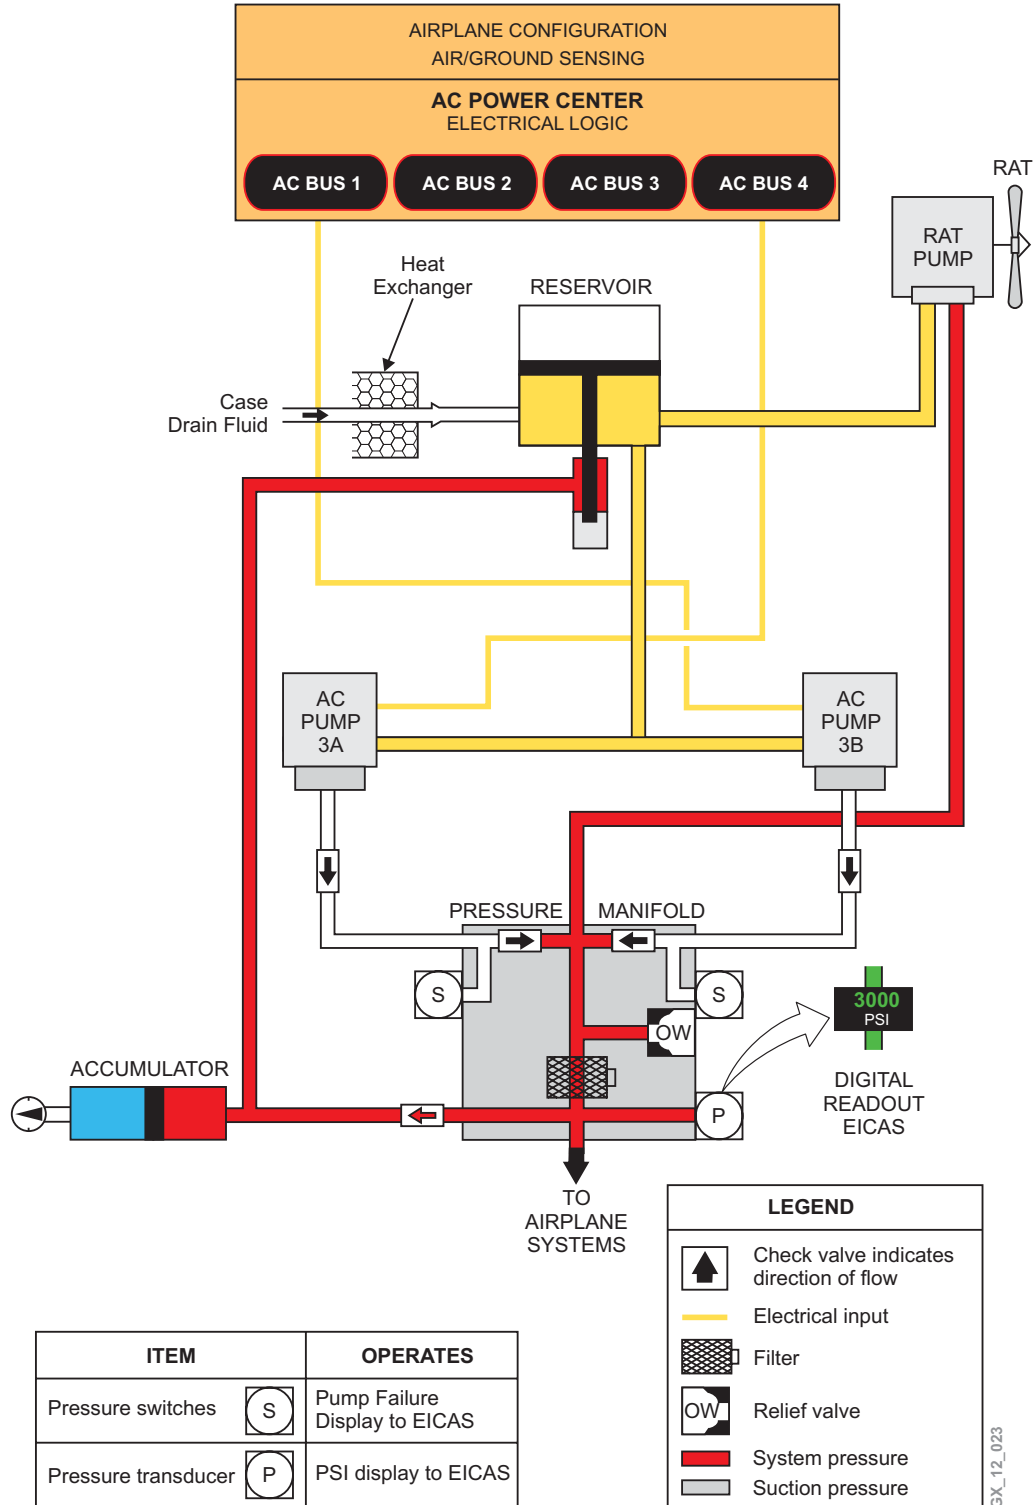 AIRPLANE CONFIGURATION
AIR/GROUND SENSING
AC POWER CENTER
ELECTRICAL LOGIC
AC BUS 1
AC BUS 2
AC BUS 3
AC BUS 4
RAT
RAT
PUMP
Heat
Exchanger
RESERVOIR
Case
Drain Fluid
AC
PUMP
3A
AC
PUMP
3B
PRESSURE
MANIFOLD
S
S
OW
3000
PSI
P
DIGITAL
READOUT
EICAS
ACCUMULATOR
TO
AIRPLANE
SYSTEMS
LEGEND
Check valve indicates
direction of flow
Electrical input
Filter
OW
Relief valve
System pressure
Suction pressure
ITEM
OPERATES
Pressure switches
S
Pump Failure
Display to EICAS
Pressure transducer
P
PSI display to EICAS
GX_12_023